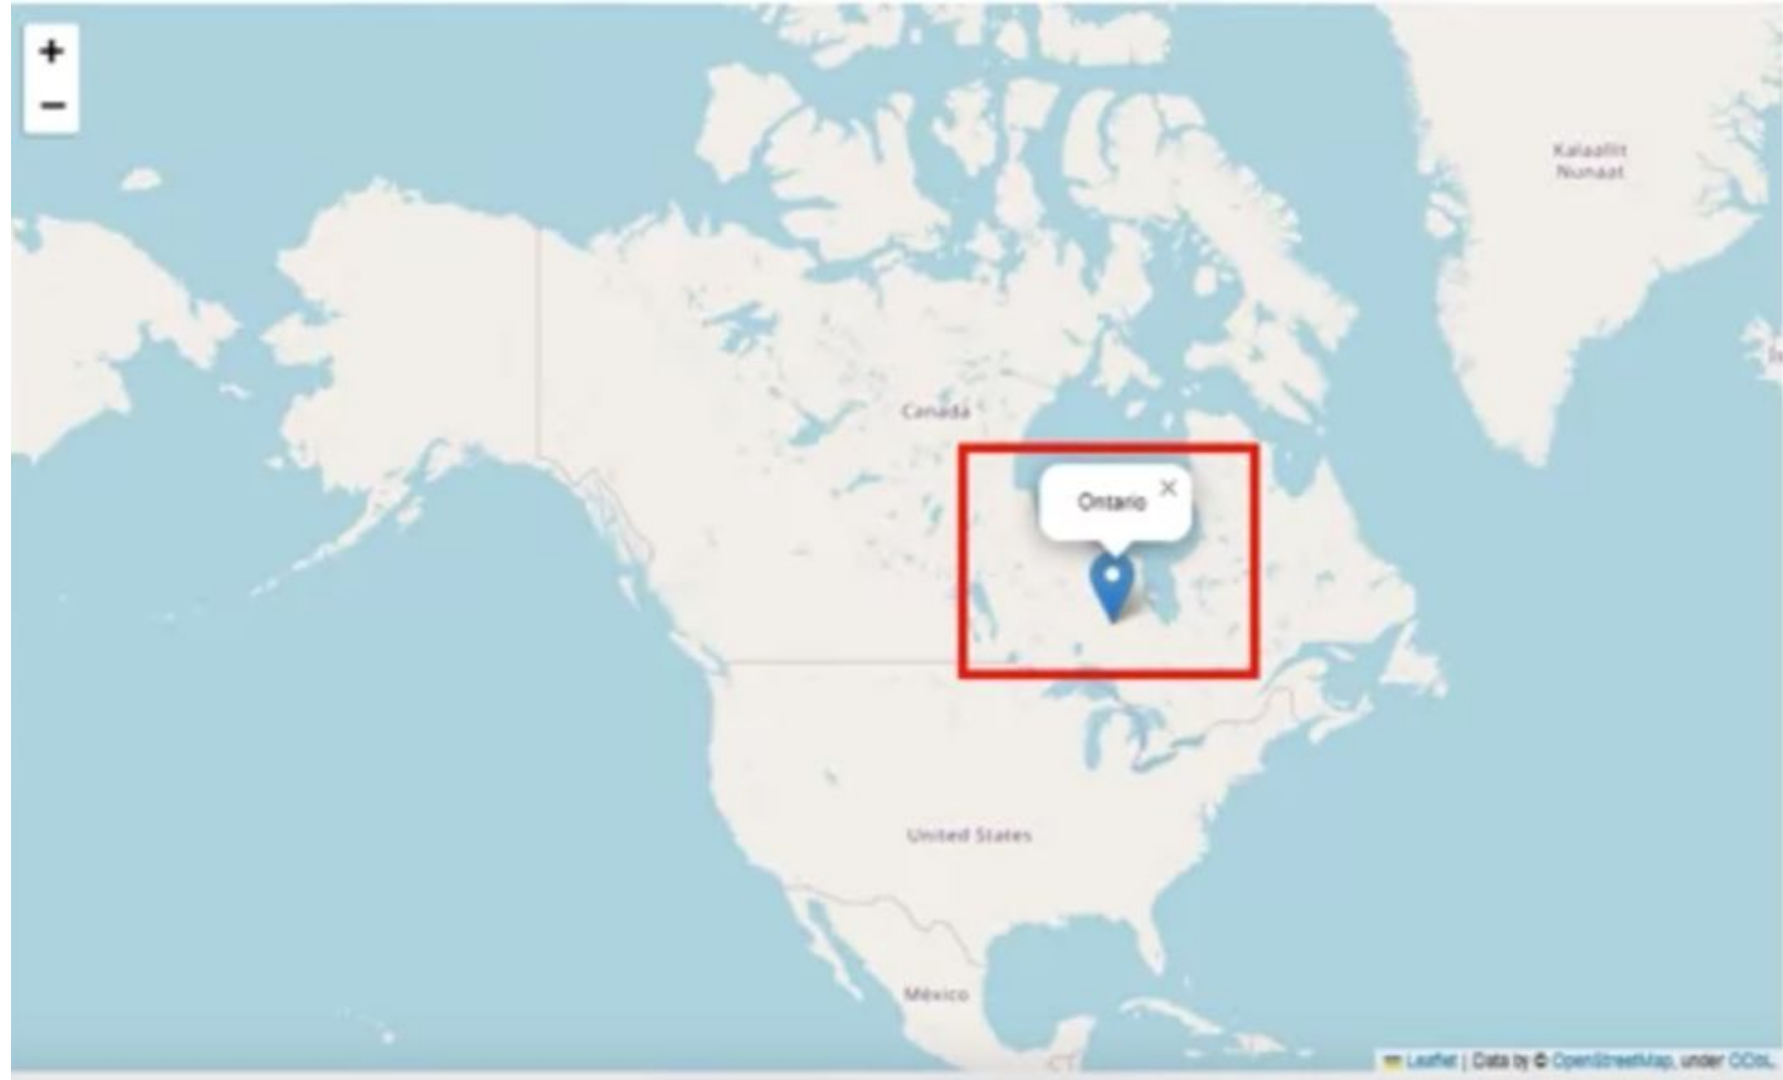 +
−
Kalaallit
Nunaat
Canada
Ontario ×
United States
México
Leaflet | Data by © OpenStreetMap, under ODbL.